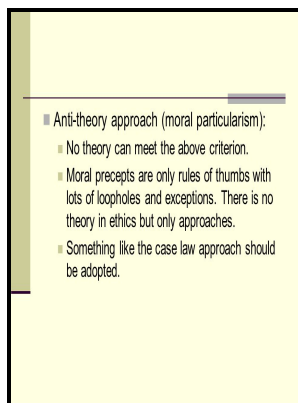 Anti-theory approach (moral particularism):
No theory can meet the above criterion.
Moral precepts are only rules of thumbs with
lots of loopholes and exceptions. There is no
theory in ethics but only approaches.
Something like the case law approach should
be adopted.